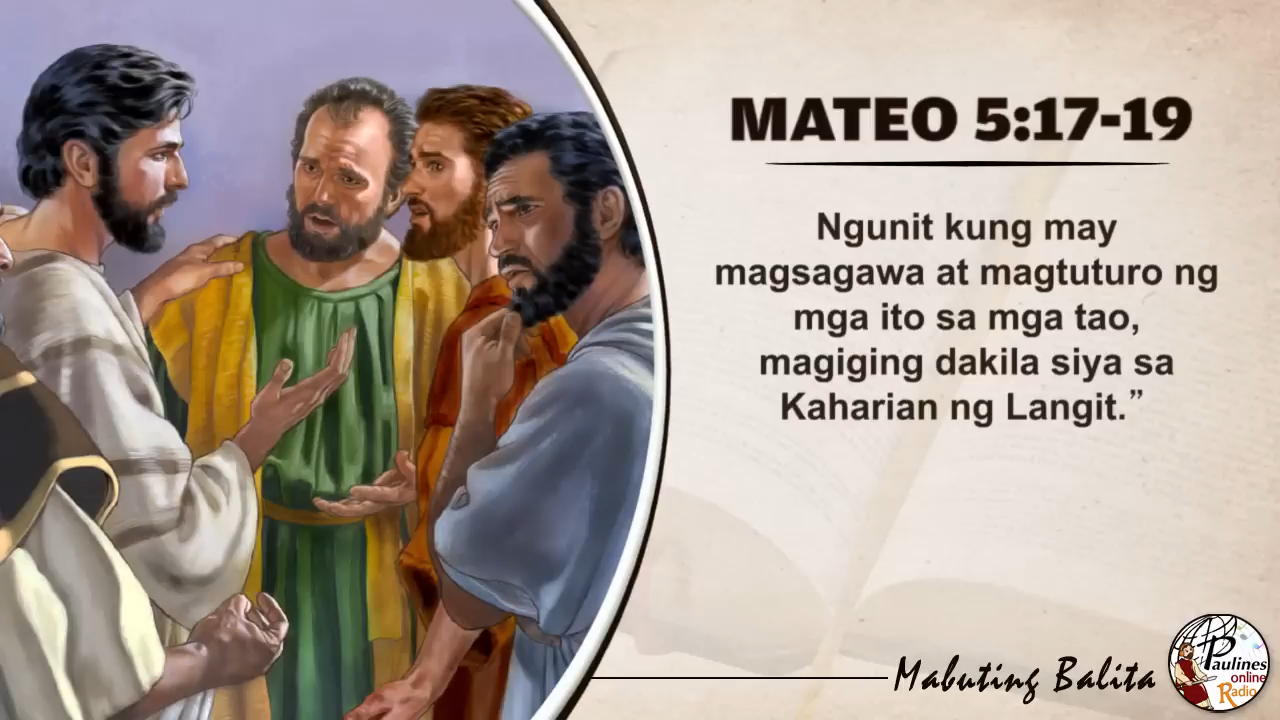 MATEO 5:17-19
Ngunit kung may
magsagawa at magtuturo ng
mga ito sa mga tao,
magiging dakila siya sa
Kaharian ng Langit.”
Mabuting Balita
Paulines
online
Radio